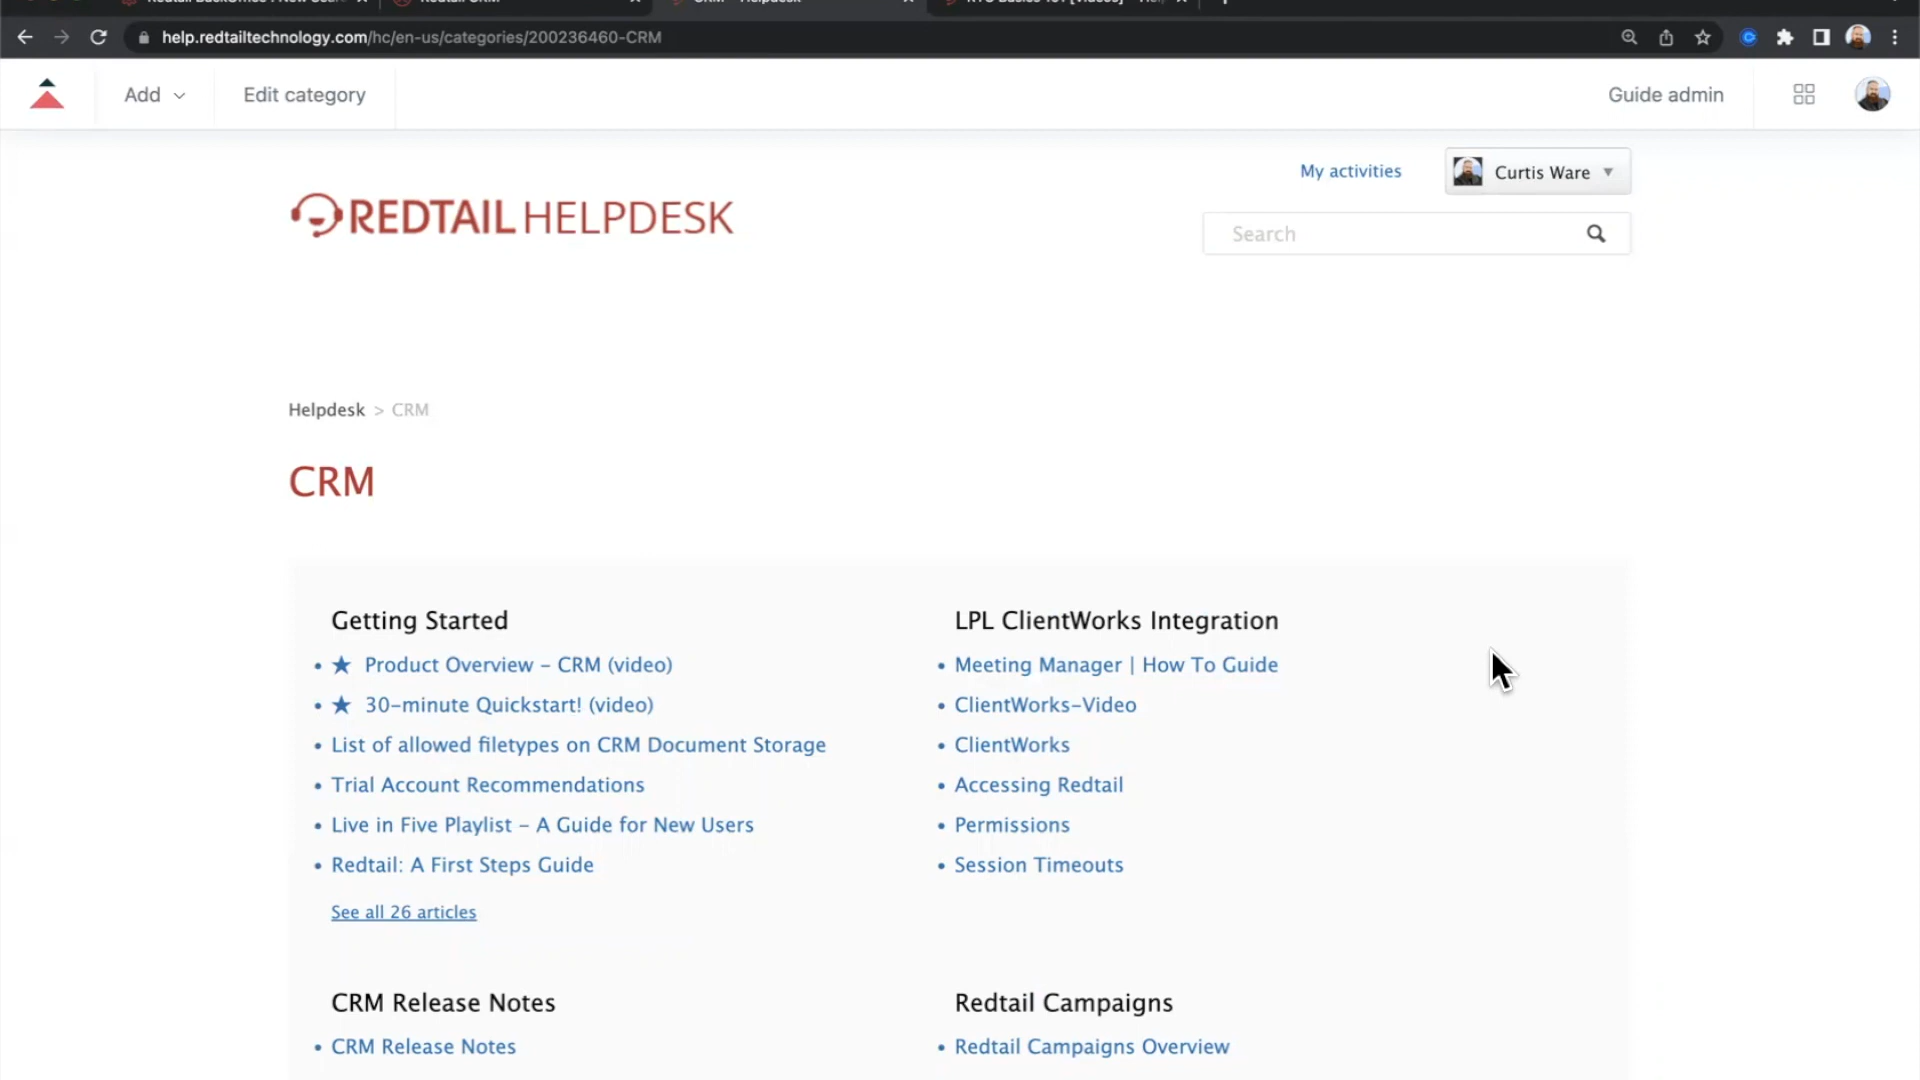 help.redtailtechnology.com/hc/en-us/categories/200236460-CRM
Add
Edit category
Guide admin
My activities
Curtis Ware
REDTAIL HELPDESK
Search
Helpdesk > CRM
CRM
Getting Started
• ★ Product Overview – CRM (video)
• ★ 30-minute Quickstart! (video)
• List of allowed filetypes on CRM Document Storage
• Trial Account Recommendations
• Live in Five Playlist – A Guide for New Users
• Redtail: A First Steps Guide
See all 26 articles
LPL ClientWorks Integration
• Meeting Manager | How To Guide
• ClientWorks-Video
• ClientWorks
• Accessing Redtail
• Permissions
• Session Timeouts
CRM Release Notes
• CRM Release Notes
Redtail Campaigns
• Redtail Campaigns Overview